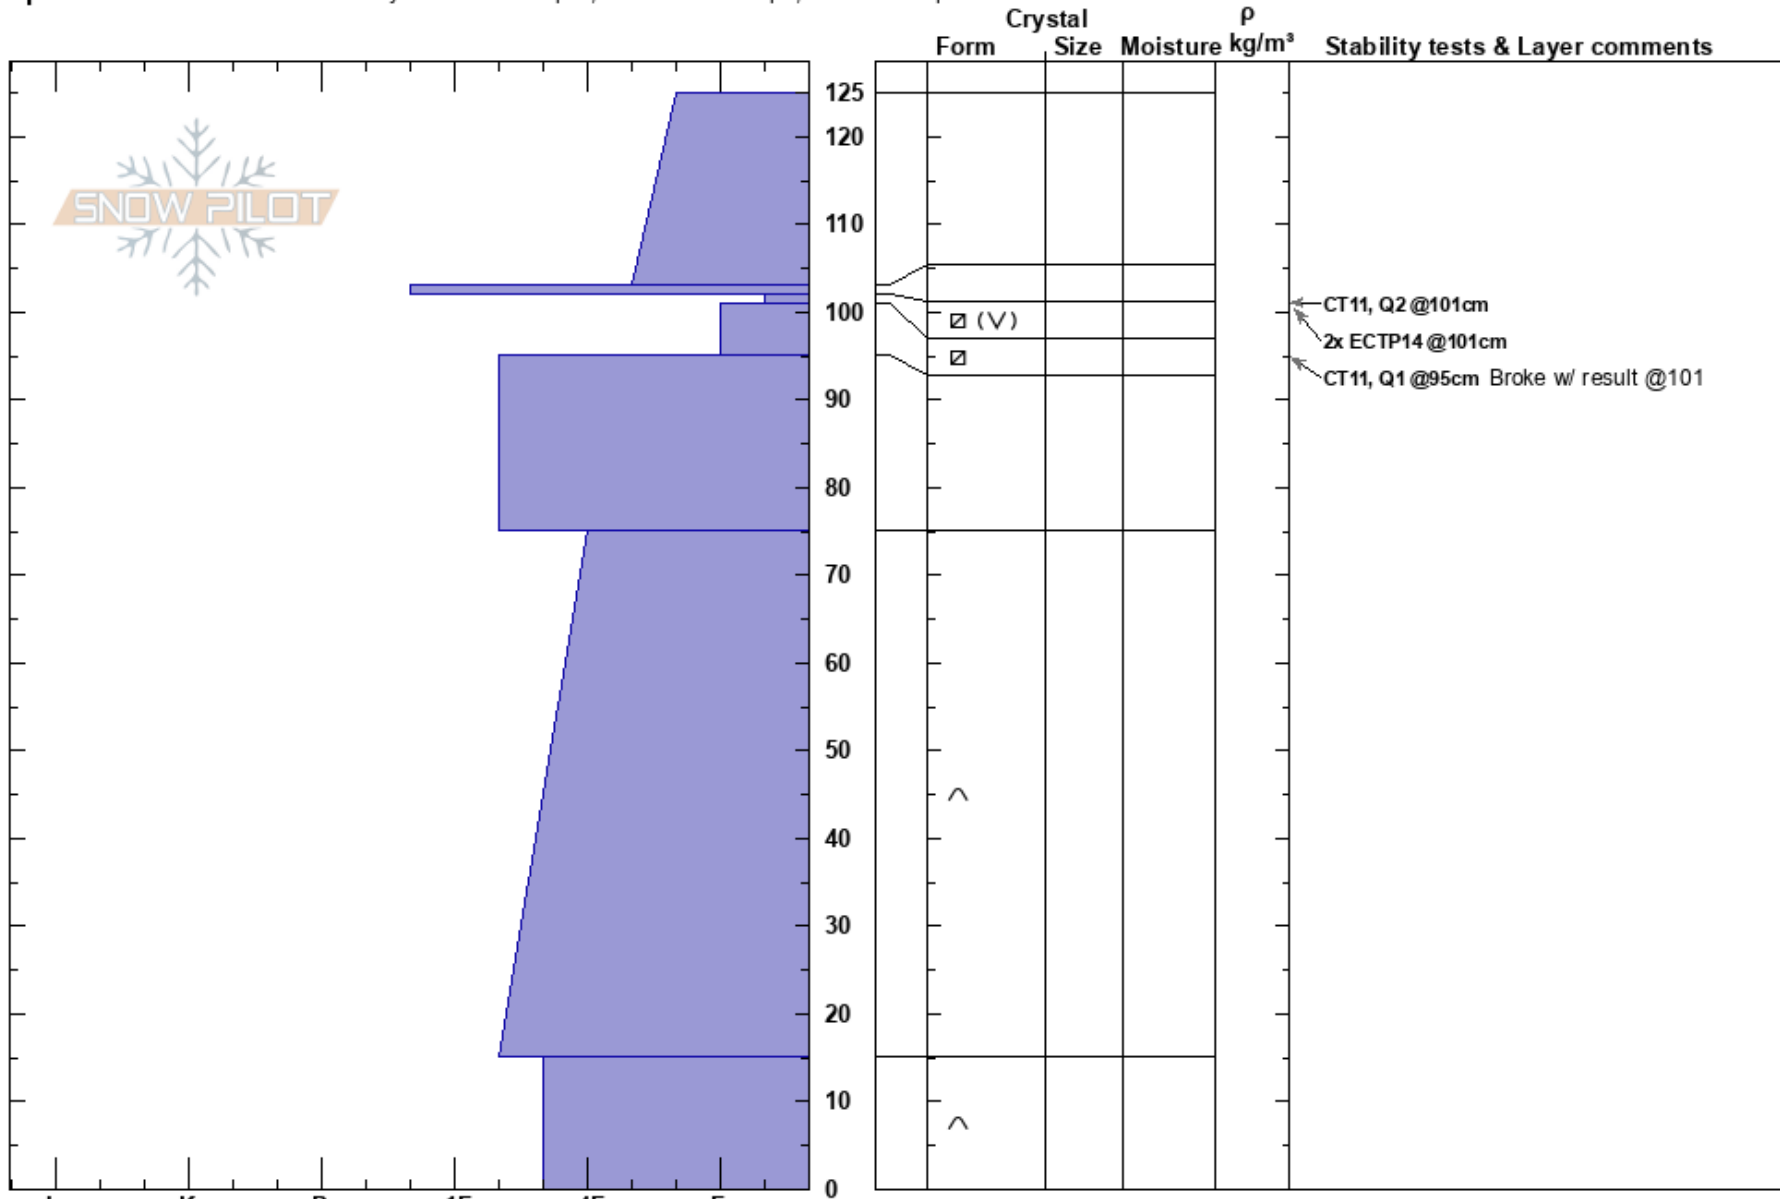 Crystal
ρ
Form Size Moisture kg/m³ Stability tests & Layer comments
SNOW PILOT
125
120
110
100
90
80
70
60
50
40
30
20
10
0
CT11, Q2 @101cm
2x ECTP14 @101cm
CT11, Q1 @95cm Broke w/ result @101